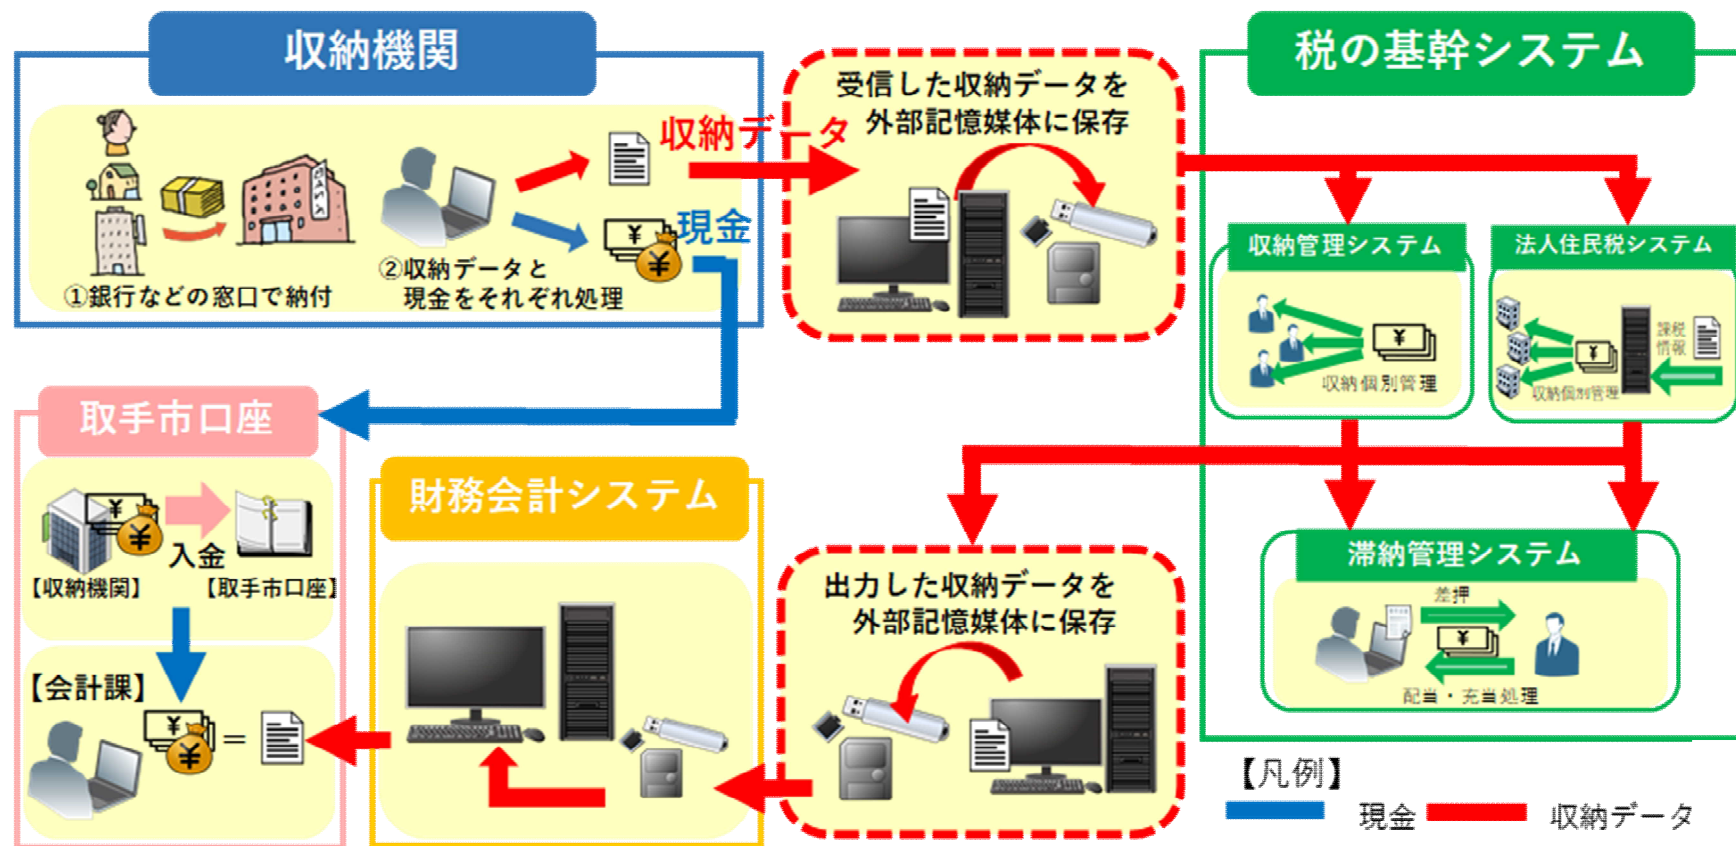 収納機関
①銀行などの窓口で納付
②収納データと
現金をそれぞれ処理
収納データ
現金
受信した収納データを
外部記憶媒体に保存
税の基幹システム
収納管理システム
収納個別管理
法人住民税システム
課税
情報
収納個別管理
滞納管理システム
差押
配当・充当処理
出力した収納データを
外部記憶媒体に保存
財務会計システム
取手市口座
入金
【収納機関】
【取手市口座】
【会計課】
=
【凡例】
現金
収納データ